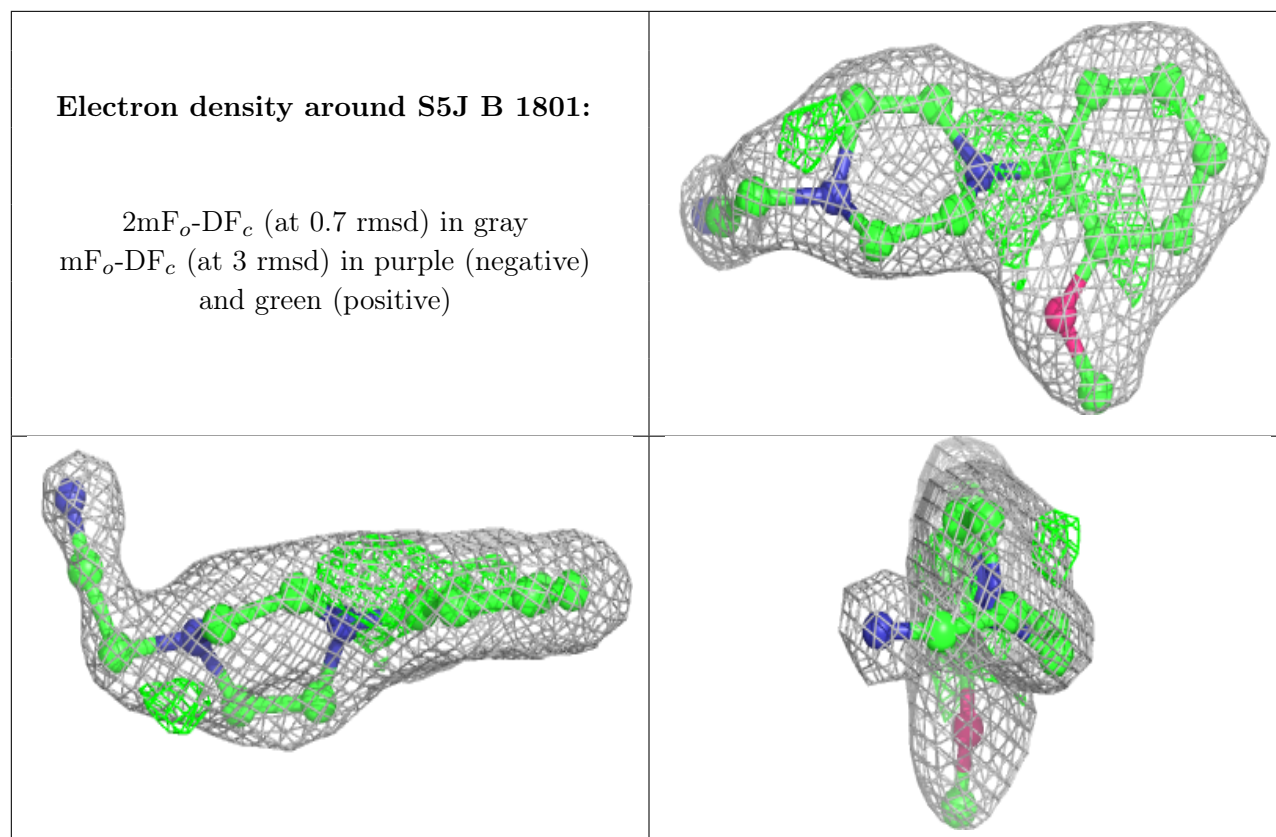 Electron density around S5J B 1801:
2mFo-DFc (at 0.7 rmsd) in gray
mFo-DFc (at 3 rmsd) in purple (negative)
and green (positive)